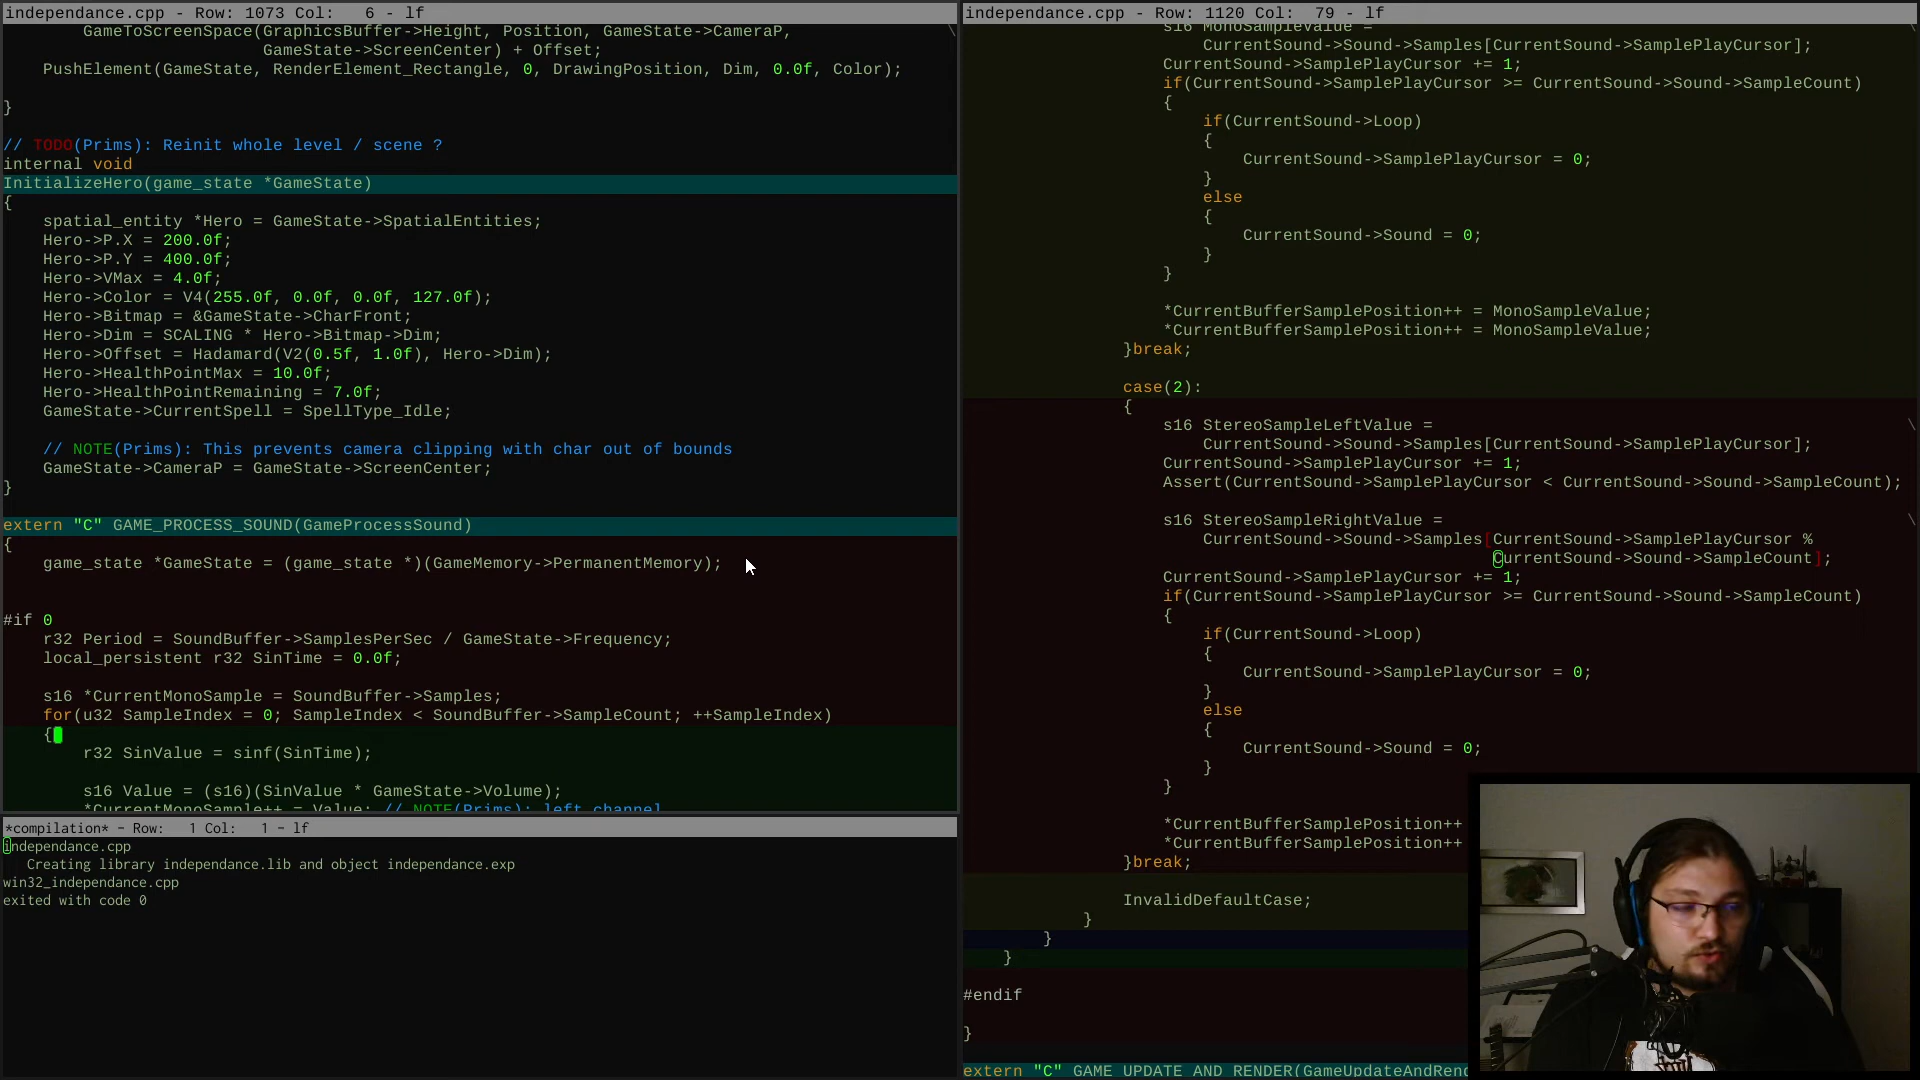 independance.cpp - Row: 1073 Col:   6 - lf
        GameToScreenSpace(GraphicsBuffer->Height, Position, GameState->CameraP, \
                          GameState->ScreenCenter) + Offset;
    PushElement(GameState, RenderElement_Rectangle, 0, DrawingPosition, Dim, 0.0f, Color);
}
// TODO(Prims): Reinit whole level / scene ?
internal void
InitializeHero(game_state *GameState)
{
    spatial_entity *Hero = GameState->SpatialEntities;
    Hero->P.X = 200.0f;
    Hero->P.Y = 400.0f;
    Hero->VMax = 4.0f;
    Hero->Color = V4(255.0f, 0.0f, 0.0f, 127.0f);
    Hero->Bitmap = &GameState->CharFront;
    Hero->Dim = SCALING * Hero->Bitmap->Dim;
    Hero->Offset = Hadamard(V2(0.5f, 1.0f), Hero->Dim);
    Hero->HealthPointMax = 10.0f;
    Hero->HealthPointRemaining = 7.0f;
    GameState->CurrentSpell = SpellType_Idle;
    // NOTE(Prims): This prevents camera clipping with char out of bounds
    GameState->CameraP = GameState->ScreenCenter;
}
extern "C" GAME_PROCESS_SOUND(GameProcessSound)
{
    game_state *GameState = (game_state *)(GameMemory->PermanentMemory);
#if 0
    r32 Period = SoundBuffer->SamplesPerSec / GameState->Frequency;
    local_persistent r32 SinTime = 0.0f;
    s16 *CurrentMonoSample = SoundBuffer->Samples;
    for(u32 SampleIndex = 0; SampleIndex < SoundBuffer->SampleCount; ++SampleIndex)
    {
        r32 SinValue = sinf(SinTime);
        s16 Value = (s16)(SinValue * GameState->Volume);
        *CurrentMonoSample++ = Value; // NOTE(Prims): left channel
*compilation* - Row:   1 Col:   1 - lf
independance.cpp
   Creating library independance.lib and object independance.exp
win32_independance.cpp
exited with code 0
independance.cpp - Row: 1120 Col:  79 - lf
                    s16 MonoSampleValue = \
                        CurrentSound->Sound->Samples[CurrentSound->SamplePlayCursor];
                    CurrentSound->SamplePlayCursor += 1;
                    if(CurrentSound->SamplePlayCursor >= CurrentSound->Sound->SampleCount)
                    {
                        if(CurrentSound->Loop)
                        {
                            CurrentSound->SamplePlayCursor = 0;
                        }
                        else
                        {
                            CurrentSound->Sound = 0;
                        }
                    }
                    *CurrentBufferSamplePosition++ = MonoSampleValue;
                    *CurrentBufferSamplePosition++ = MonoSampleValue;
                }break;
                case(2):
                {
                    s16 StereoSampleLeftValue = \
                        CurrentSound->Sound->Samples[CurrentSound->SamplePlayCursor];
                    CurrentSound->SamplePlayCursor += 1;
                    Assert(CurrentSound->SamplePlayCursor < CurrentSound->Sound->SampleCount);
                    s16 StereoSampleRightValue = \
                        CurrentSound->Sound->Samples[CurrentSound->SamplePlayCursor %
                                                     CurrentSound->Sound->SampleCount];
                    CurrentSound->SamplePlayCursor += 1;
                    if(CurrentSound->SamplePlayCursor >= CurrentSound->Sound->SampleCount)
                    {
                        if(CurrentSound->Loop)
                        {
                            CurrentSound->SamplePlayCursor = 0;
                        }
                        else
                        {
                            CurrentSound->Sound = 0;
                        }
                    }
                    *CurrentBufferSamplePosition++
                    *CurrentBufferSamplePosition++
                }break;
                InvalidDefaultCase;
            }
        }
    }
#endif
}
extern "C" GAME_UPDATE_AND_RENDER(GameUpdateAndRend